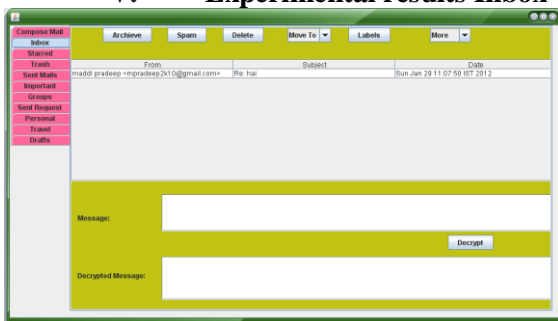 V. Experimental results Inbox
Compose Mail
Inbox
Starred
Trash
Sent Mails
Important
Groups
Sent Request
Personal
Travel
Drafts
Archieve Spam Delete Move To Labels More
From Subject Date
maddi pradeep <mpradeep2k10@gmail.com> Re: hai Sun Jan 29 11:07:50 IST 2012
Message:
Decrypt
Decrypted Message: